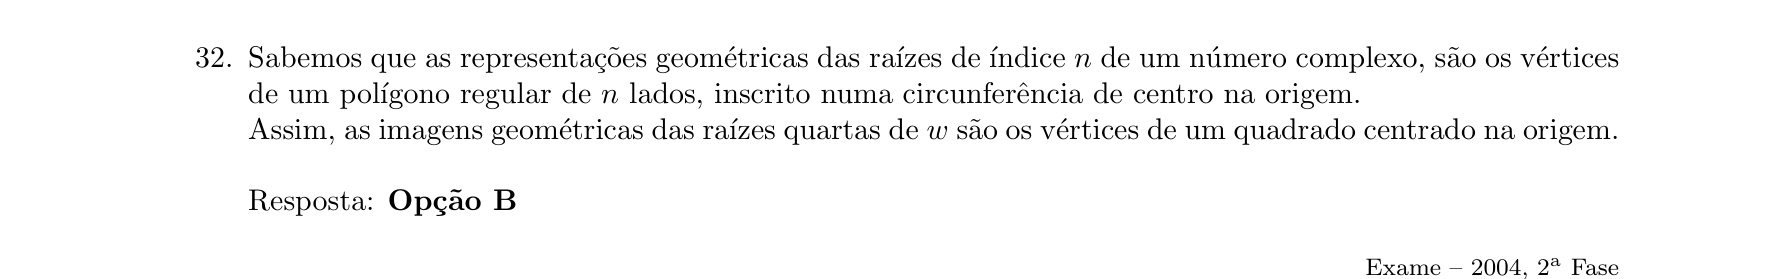 32. Sabemos que as representações geométricas das raízes de índice n de um número complexo, são os vértices
de um polígono regular de n lados, inscrito numa circunferência de centro na origem.
Assim, as imagens geométricas das raízes quartas de w são os vértices de um quadrado centrado na origem.
Resposta: Opção B
Exame – 2004, 2ª Fase